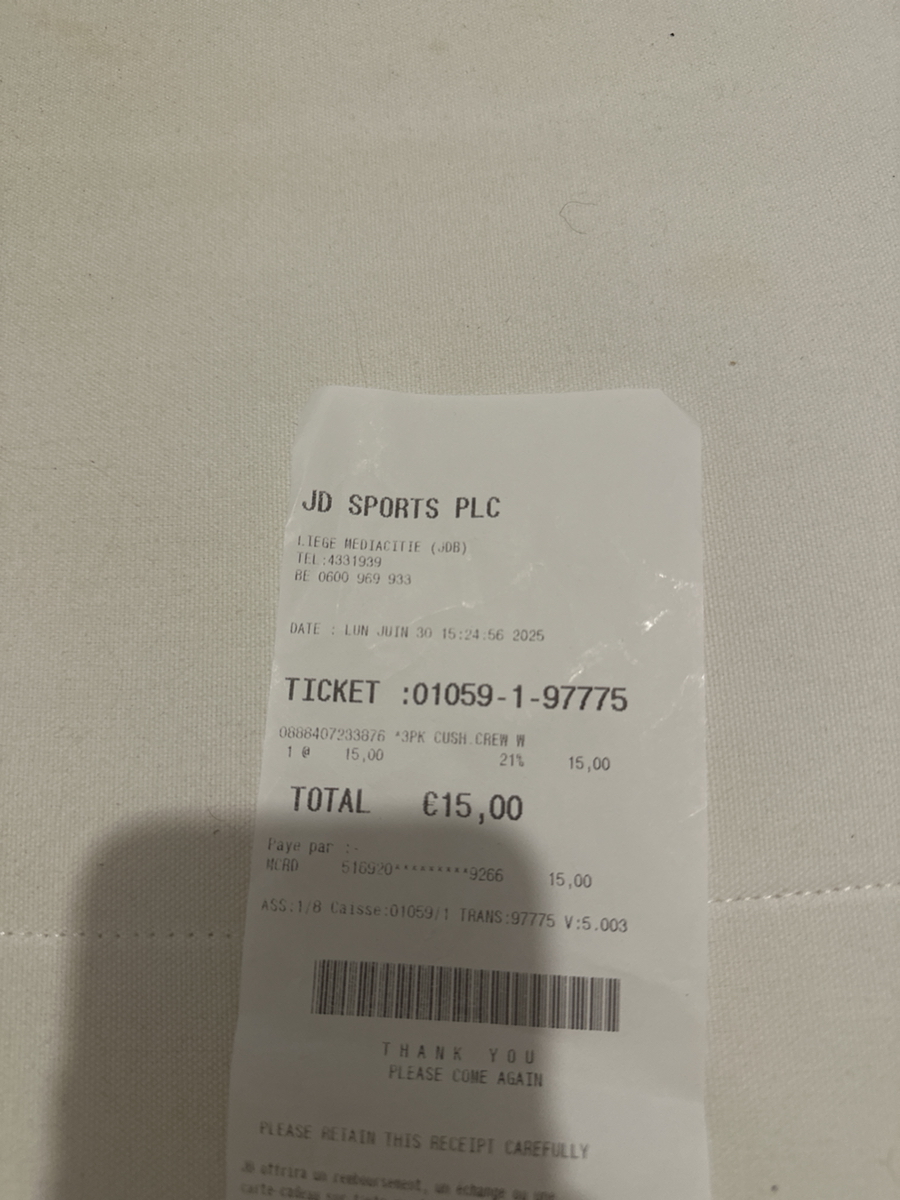 JD SPORTS PLC
LIEGE MEDIACITIE (JDB)
TEL:4331939
BE 0600 969 933
DATE : LUN JUIN 30 15:24:56 2025
TICKET :01059-1-97775
0888407233876 *3PK CUSH.CREW W
1 @ 15,00 21% 15,00
TOTAL €15,00
Paye par :-
MCRD 516920*********9266 15,00
ASS:1/8 Caisse:01059/1 TRANS:97775 V:5.003
THANK YOU
PLEASE COME AGAIN
PLEASE RETAIN THIS RECEIPT CAREFULLY
JD offrira un remboursement, un échange ou une
carte-cadeau sur